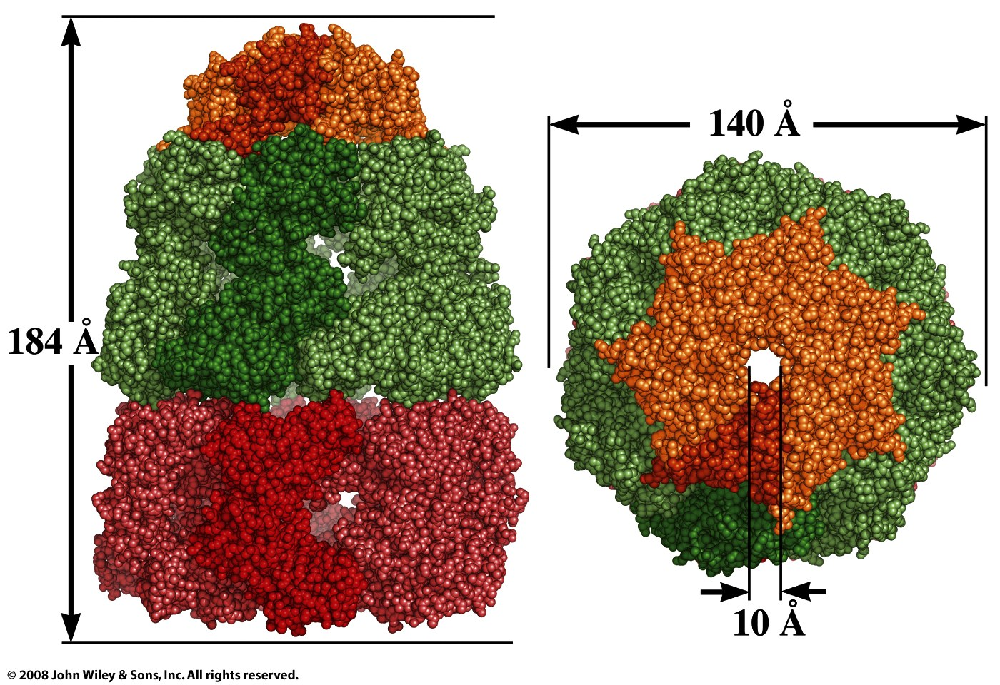 140 Å
184 Å
10 Å
© 2008 John Wiley & Sons, Inc. All rights reserved.